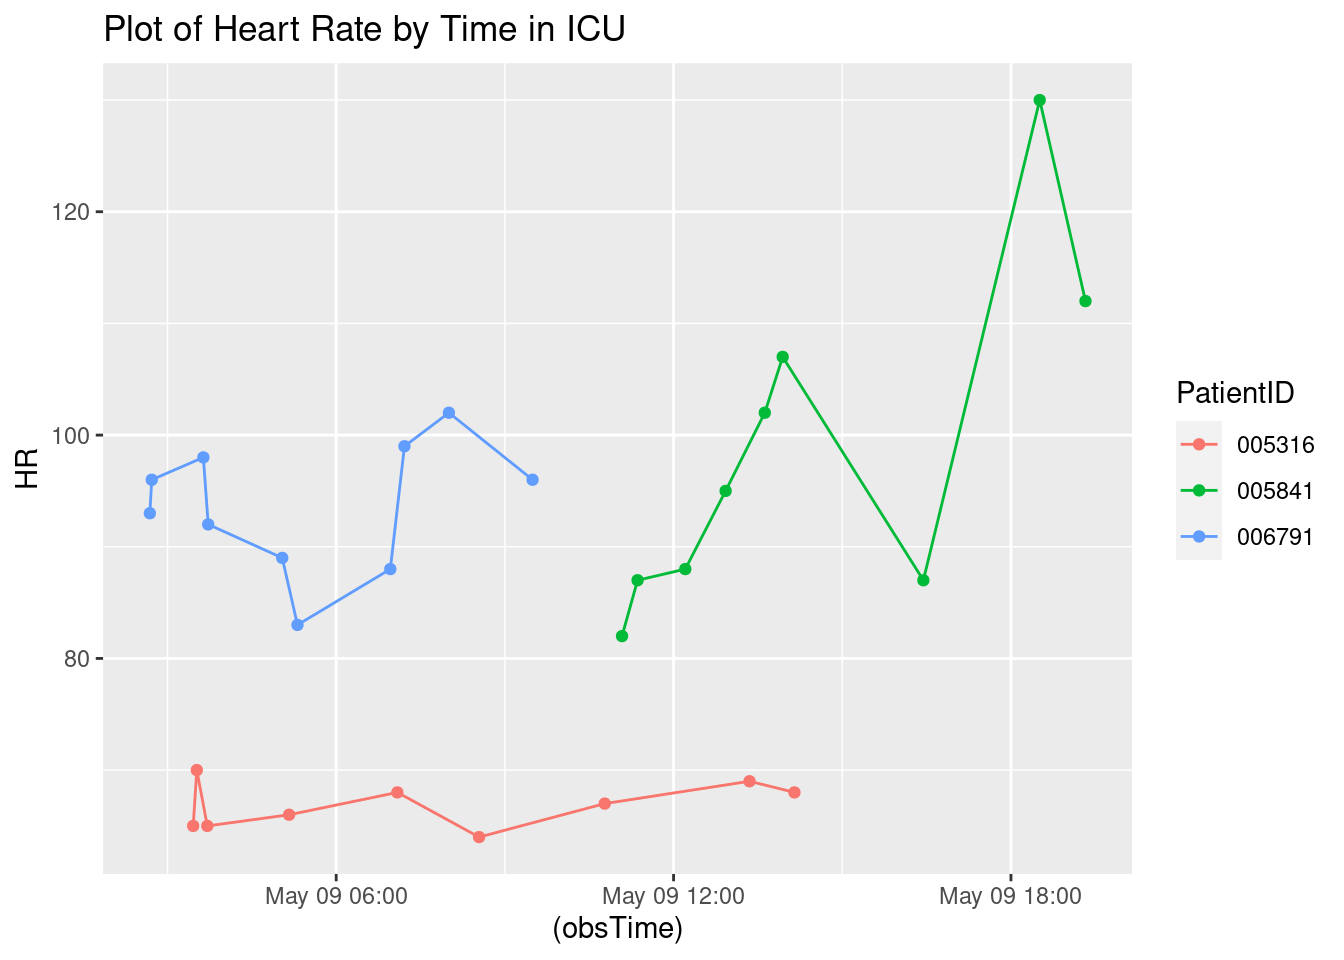 Plot of Heart Rate by Time in ICU
120
100
80
HR
May 09 06:00
May 09 12:00
May 09 18:00
(obsTime)
PatientID
005316
005841
006791